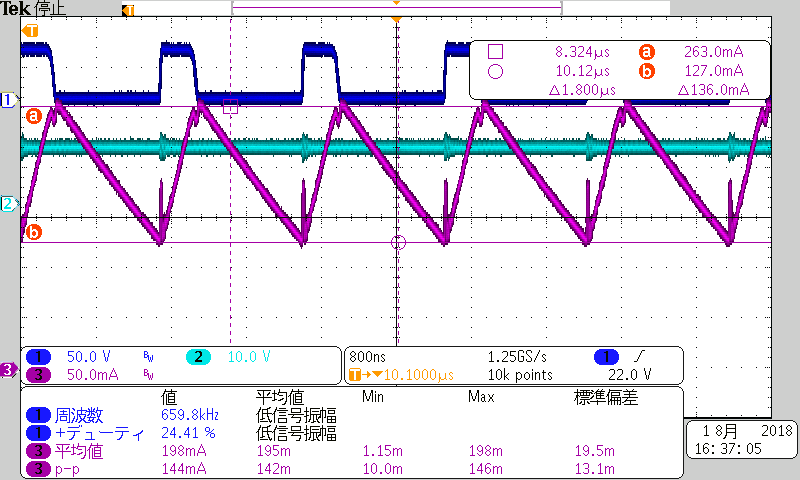 Tek 停止
T
T
8.324µs a 263.0mA
10.12µs b 127.0mA
Δ1.800µs Δ136.0mA
1
a
2
b
3
1 50.0 V BW 2 10.0 V
3 50.0mA BW
800ns 1.25GS/s 1
T→▼10.1000µs 10k points 22.0 V
値 平均値 Min Max 標準偏差
1 周波数 659.8kHz 低信号振幅
1 +デューティ 24.41 % 低信号振幅
3 平均値 198mA 195m 1.15m 198m 19.5m
3 p-p 144mA 142m 10.0m 146m 13.1m
1 8月 2018
16:37:05